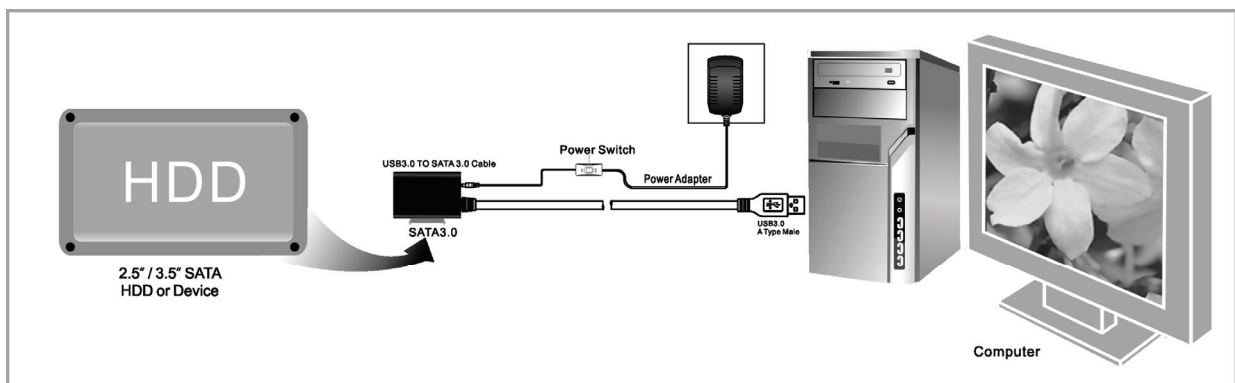 HDD
2.5" / 3.5" SATA
HDD or Device
USB3.0 TO SATA 3.0 Cable
SATA3.0
Power Switch
Power Adapter
USB3.0
A Type Male
Computer